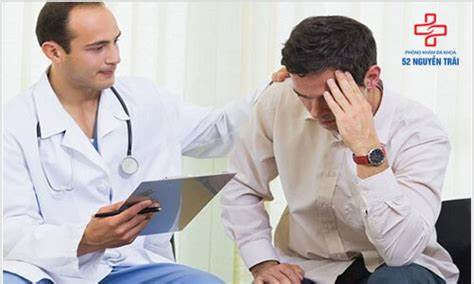 PHÒNG KHÁM ĐA KHOA
52 NGUYỄN TRÃI